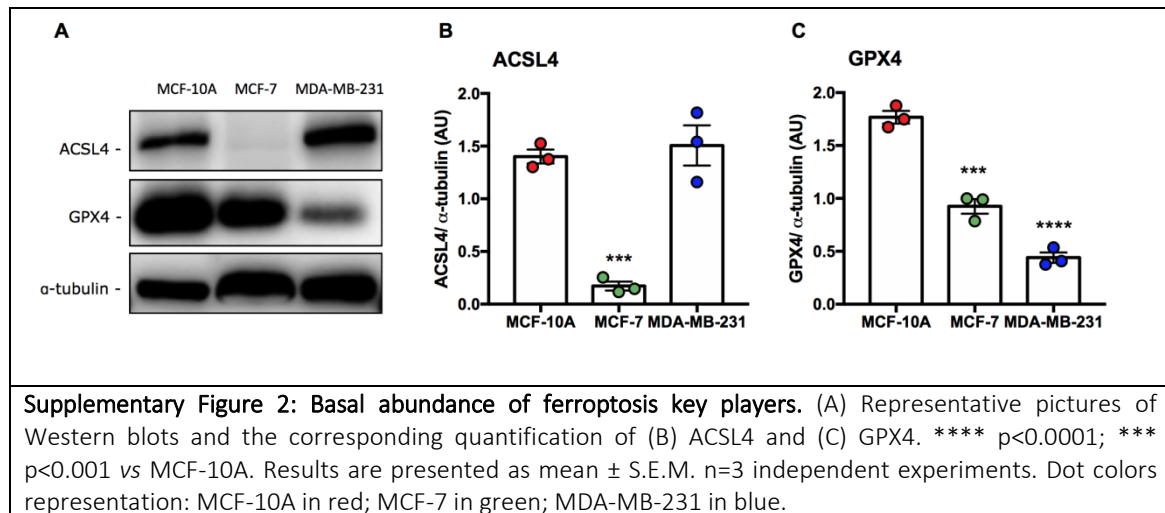 A
MCF-10A MCF-7 MDA-MB-231
ACSL4 -
GPX4 -
α-tubulin -
B
ACSL4
ACSL4/ α-tubulin (AU)
2.0
1.5
1.0
0.5
0.0
***
MCF-10A MCF-7 MDA-MB-231
C
GPX4
GPX4/ α-tubulin (AU)
2.0
1.5
1.0
0.5
0.0
***
****
MCF-10A MCF-7 MDA-MB-231
Supplementary Figure 2: Basal abundance of ferroptosis key players. (A) Representative pictures of
Western blots and the corresponding quantification of (B) ACSL4 and (C) GPX4. **** p<0.0001; ***
p<0.001 vs MCF-10A. Results are presented as mean ± S.E.M. n=3 independent experiments. Dot colors
representation: MCF-10A in red; MCF-7 in green; MDA-MB-231 in blue.